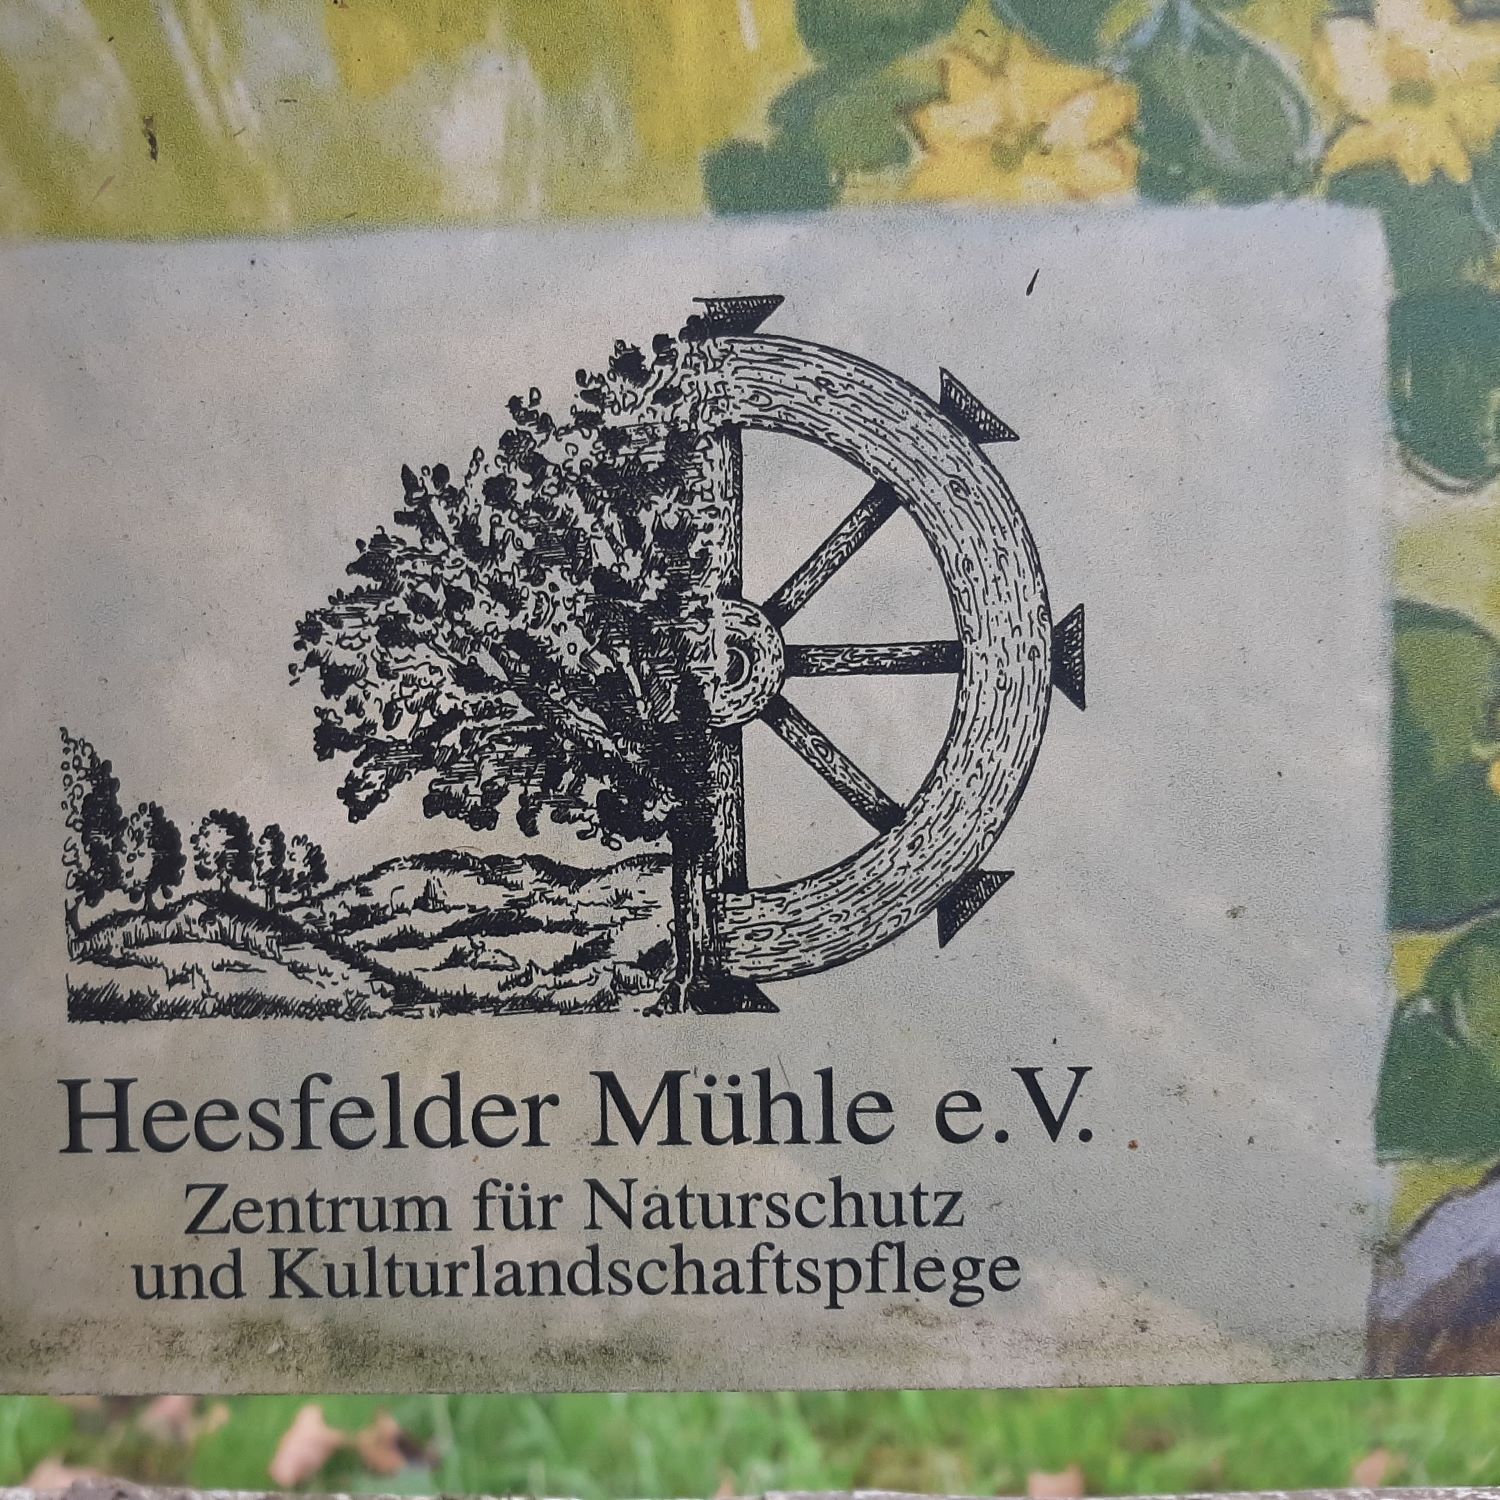 Heesfelder Mühle e.V.
Zentrum für Naturschutz
und Kulturlandschaftspflege